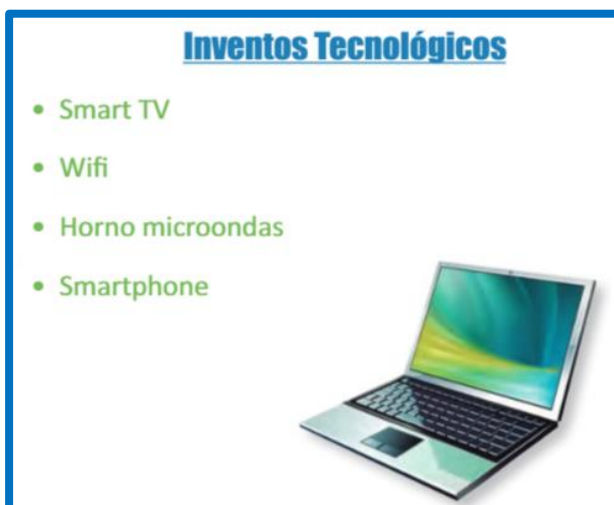 Inventos Tecnológicos
• Smart TV
• Wifi
• Horno microondas
• Smartphone